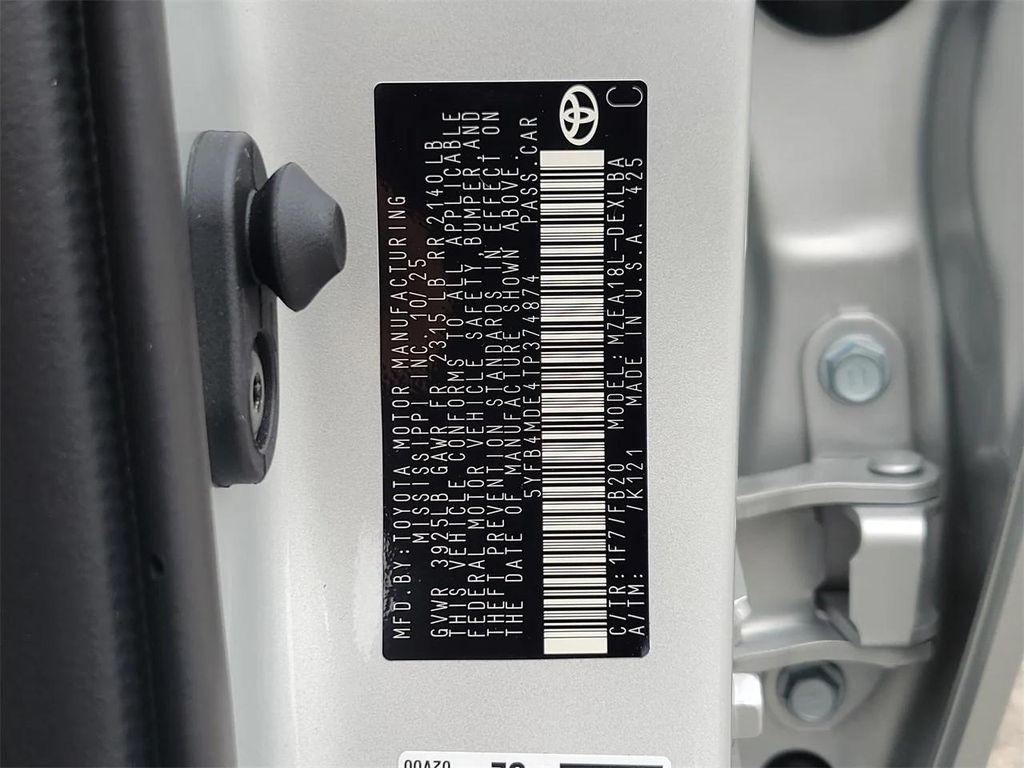 MFD.BY:TOYOTA MOTOR MANUFACTURING
MISSISSIPPI INC. 10/25
GVWR 3925LB GAWR FR 2315LB RR 2140LB
THIS VEHICLE CONFORMS TO ALL APPLICABLE
FEDERAL MOTOR VEHICLE SAFETY, BUMPER, AND
THEFT PREVENTION STANDARDS IN EFFECT ON
THE DATE OF MANUFACTURE SHOWN ABOVE.
5YFB4MDE4TP374874 PASS.CAR
C/TR:1F7/FB20 MODEL:MZEA18L-DEXLBA
A/TM: /K121 MADE IN U.S.A. 425
C
02V00